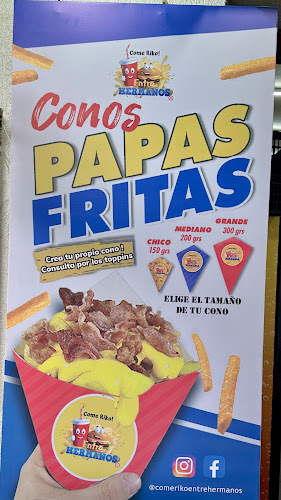 Come Riko!
Entre
HERMANOS
Conos
PAPAS
FRITAS
Crea tu propio cono!
Consulta por los toppins
CHICO
150 grs
MEDIANO
200 grs
GRANDE
300 grs
ELIGE EL TAMAÑO
DE TU CONO
Come Riko!
Entre
HERMANOS
@comerikoentrehermanos